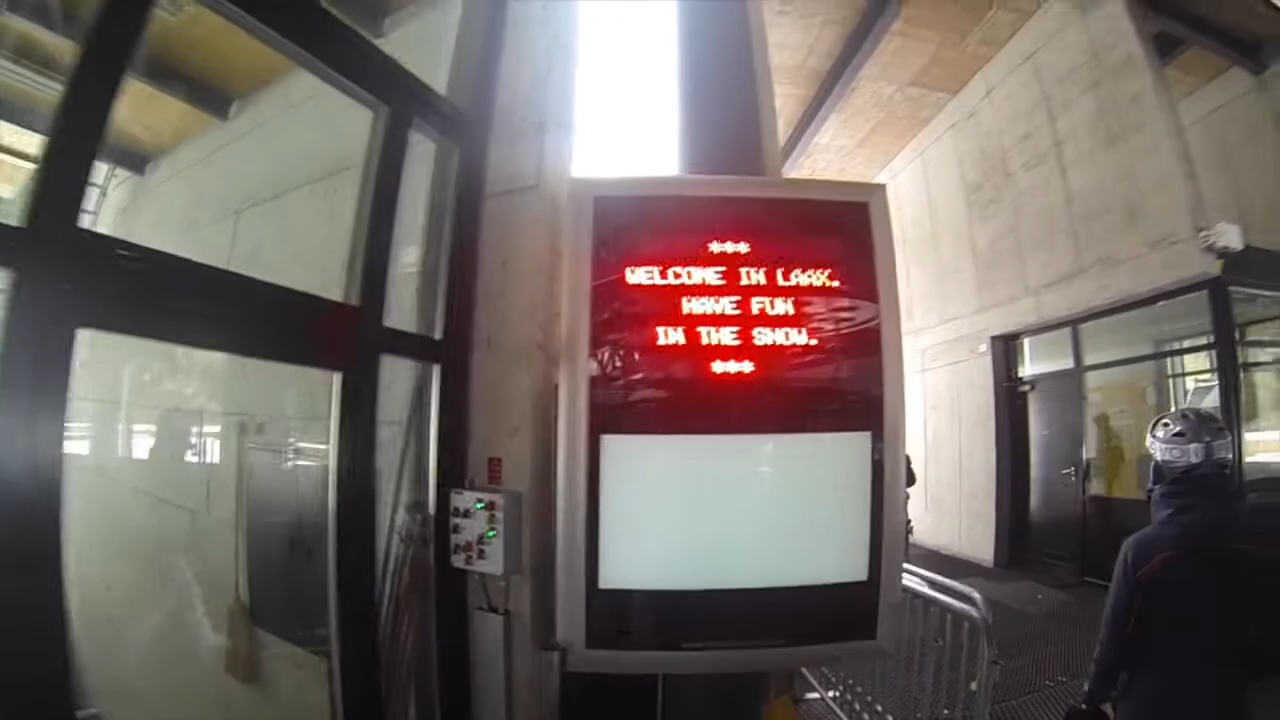 ***
WELCOME IN LAAX.
HAVE FUN
IN THE SNOW.
***